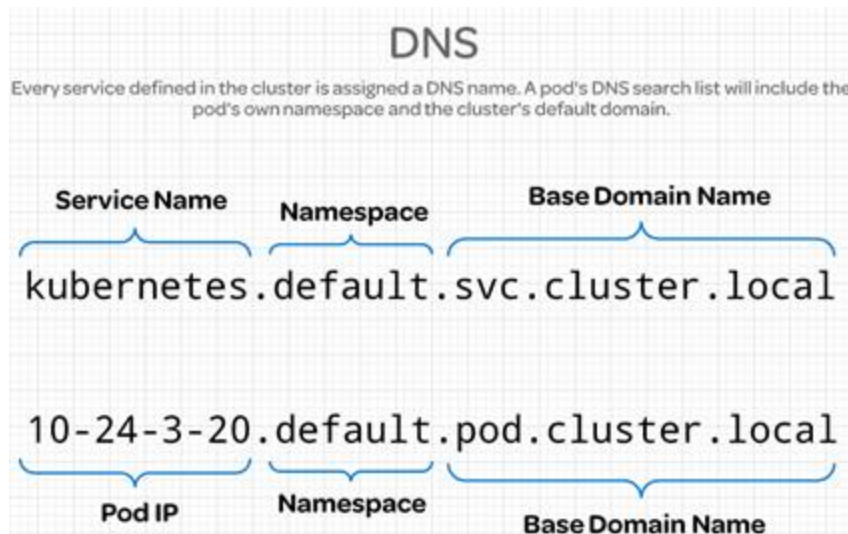 DNS
Every service defined in the cluster is assigned a DNS name. A pod's DNS search list will include the
pod's own namespace and the cluster's default domain.
Service Name Namespace Base Domain Name
kubernetes.default.svc.cluster.local
10-24-3-20.default.pod.cluster.local
Pod IP Namespace Base Domain Name